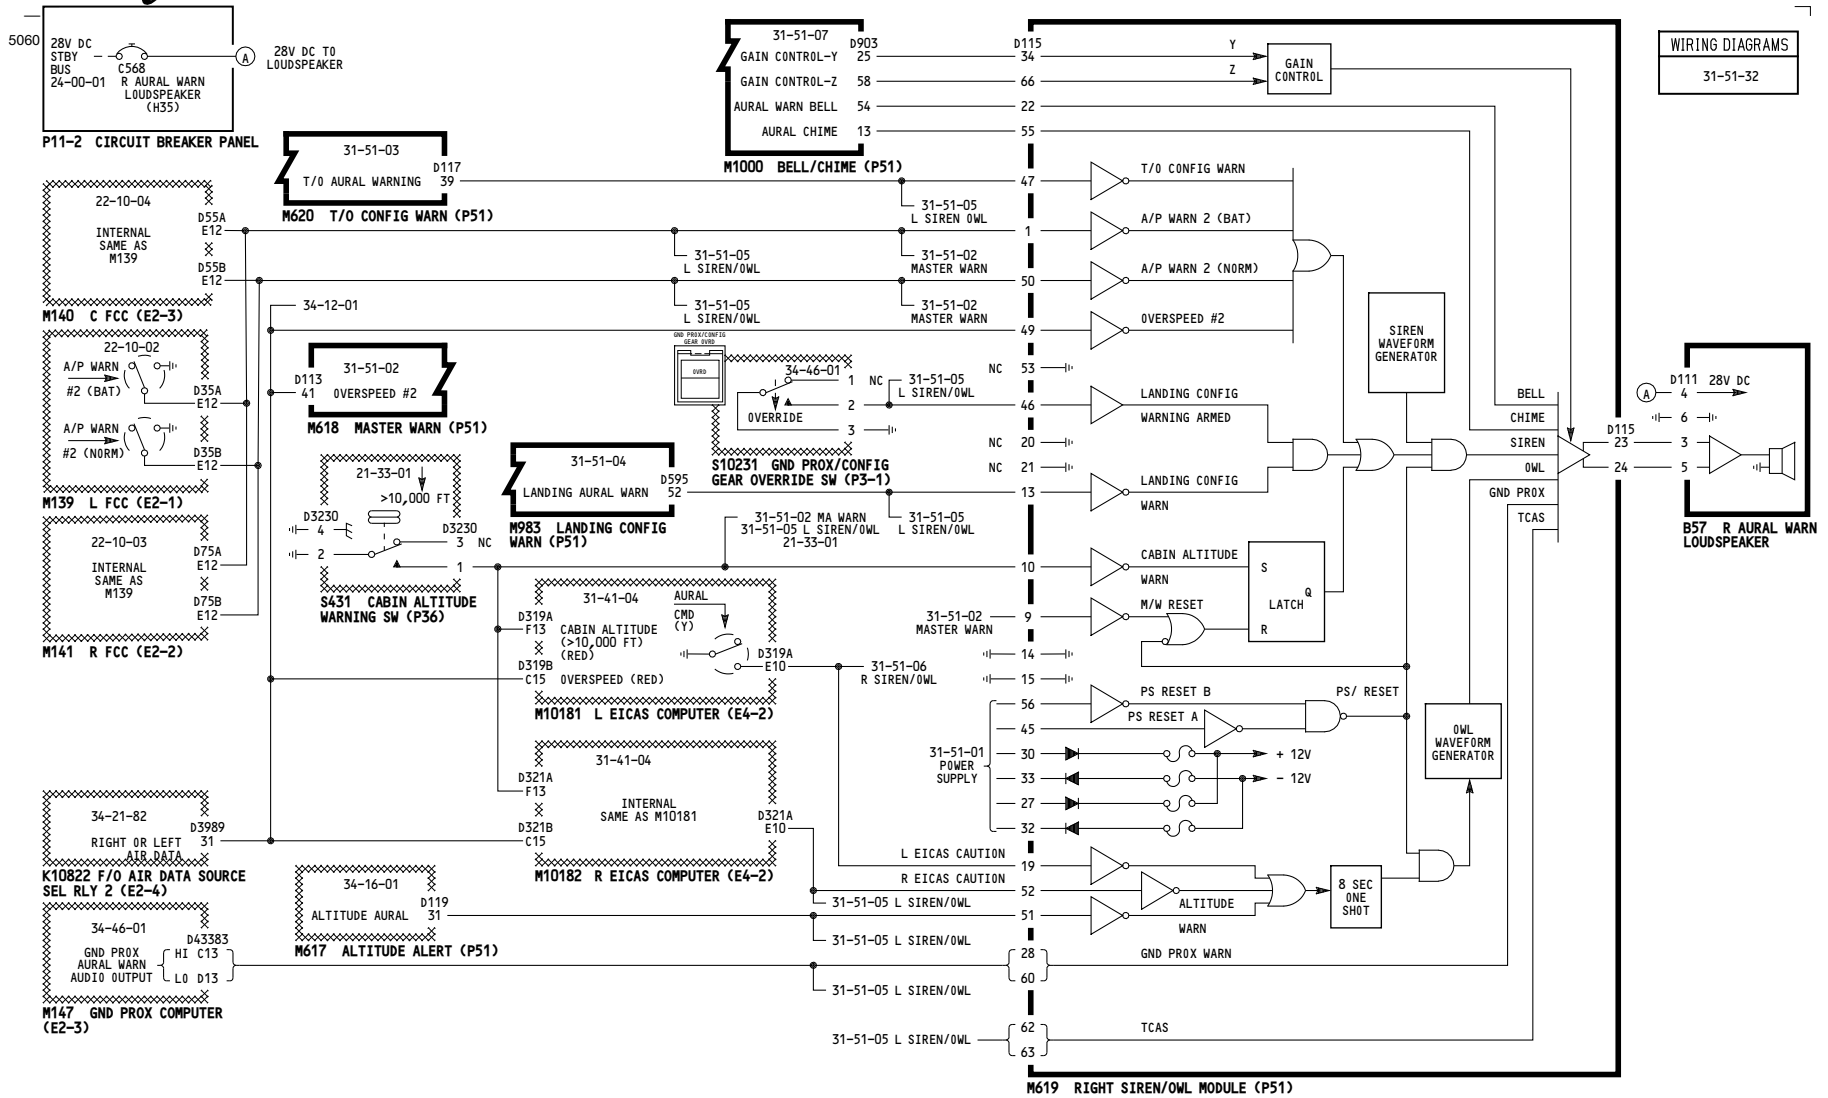 5060
28V DC
STBY
BUS
24-00-01
C568
R AURAL WARN
LOUDSPEAKER
(H35)
A
28V DC TO
LOUDSPEAKER
P11-2 CIRCUIT BREAKER PANEL
31-51-07
D903
GAIN CONTROL-Y 25
GAIN CONTROL-Z 58
AURAL WARN BELL 54
AURAL CHIME 13
M1000 BELL/CHIME (P51)
D115
34
66
22
55
Y
Z
GAIN
CONTROL
WIRING DIAGRAMS
31-51-32
31-51-03
D117
T/O AURAL WARNING 39
M620 T/O CONFIG WARN (P51)
31-51-05
L SIREN OWL
47
T/O CONFIG WARN
22-10-04
INTERNAL
SAME AS
M139
D55A
E12
D55B
E12
M140 C FCC (E2-3)
31-51-05
L SIREN/OWL
31-51-02
MASTER WARN
1
A/P WARN 2 (BAT)
31-51-05
L SIREN/OWL
31-51-02
MASTER WARN
50
A/P WARN 2 (NORM)
34-12-01
49
OVERSPEED #2
22-10-02
A/P WARN
#2 (BAT)
D35A
E12
A/P WARN
#2 (NORM)
D35B
E12
M139 L FCC (E2-1)
31-51-02
D113
41
OVERSPEED #2
M618 MASTER WARN (P51)
GND PROX/CONFIG
GEAR OVRD
OVRD
34-46-01
1 NC
2
3
OVERRIDE
31-51-05
L SIREN/OWL
S10231 GND PROX/CONFIG
GEAR OVERRIDE SW (P3-1)
NC 53
46
LANDING CONFIG
WARNING ARMED
NC 20
NC 21
SIREN
WAVEFORM
GENERATOR
22-10-03
INTERNAL
SAME AS
M139
D75A
E12
D75B
E12
M141 R FCC (E2-2)
21-33-01
>10,000 FT
D3230
4
2
D3230
3 NC
1
S431 CABIN ALTITUDE
WARNING SW (P36)
31-51-04
D595
LANDING AURAL WARN 52
M983 LANDING CONFIG
WARN (P51)
31-51-02 MA WARN
31-51-05 L SIREN/OWL
21-33-01
31-51-05
L SIREN/OWL
13
LANDING CONFIG
WARN
10
CABIN ALTITUDE
WARN
S
Q
LATCH
R
31-51-02
MASTER WARN
9
M/W RESET
14
15
31-41-04
AURAL
CMD
(Y)
D319A
F13
CABIN ALTITUDE
(>10,000 FT)
(RED)
D319B
C15
OVERSPEED (RED)
D319A
E10
31-51-06
R SIREN/OWL
M10181 L EICAS COMPUTER (E4-2)
56
PS RESET B
PS/ RESET
45
PS RESET A
31-51-01
POWER
SUPPLY
30
+ 12V
33
- 12V
27
32
OWL
WAVEFORM
GENERATOR
31-41-04
D321A
F13
INTERNAL
SAME AS M10181
D321A
E10
D321B
C15
M10182 R EICAS COMPUTER (E4-2)
34-21-82
D3989
RIGHT OR LEFT 31
AIR DATA
K10822 F/O AIR DATA SOURCE
SEL RLY 2 (E2-4)
34-16-01
D119
ALTITUDE AURAL 31
M617 ALTITUDE ALERT (P51)
L EICAS CAUTION 19
R EICAS CAUTION 52
31-51-05 L SIREN/OWL
51
ALTITUDE
WARN
8 SEC
ONE
SHOT
31-51-05 L SIREN/OWL
34-46-01
D43383
GND PROX
AURAL WARN
AUDIO OUTPUT
HI C13
LO D13
M147 GND PROX COMPUTER
(E2-3)
31-51-05 L SIREN/OWL
28
60
GND PROX WARN
31-51-05 L SIREN/OWL
62
63
TCAS
M619 RIGHT SIREN/OWL MODULE (P51)
BELL
CHIME
SIREN
OWL
GND PROX
TCAS
D115
23
24
A
D111
4
28V DC
6
3
5
B57 R AURAL WARN
LOUDSPEAKER